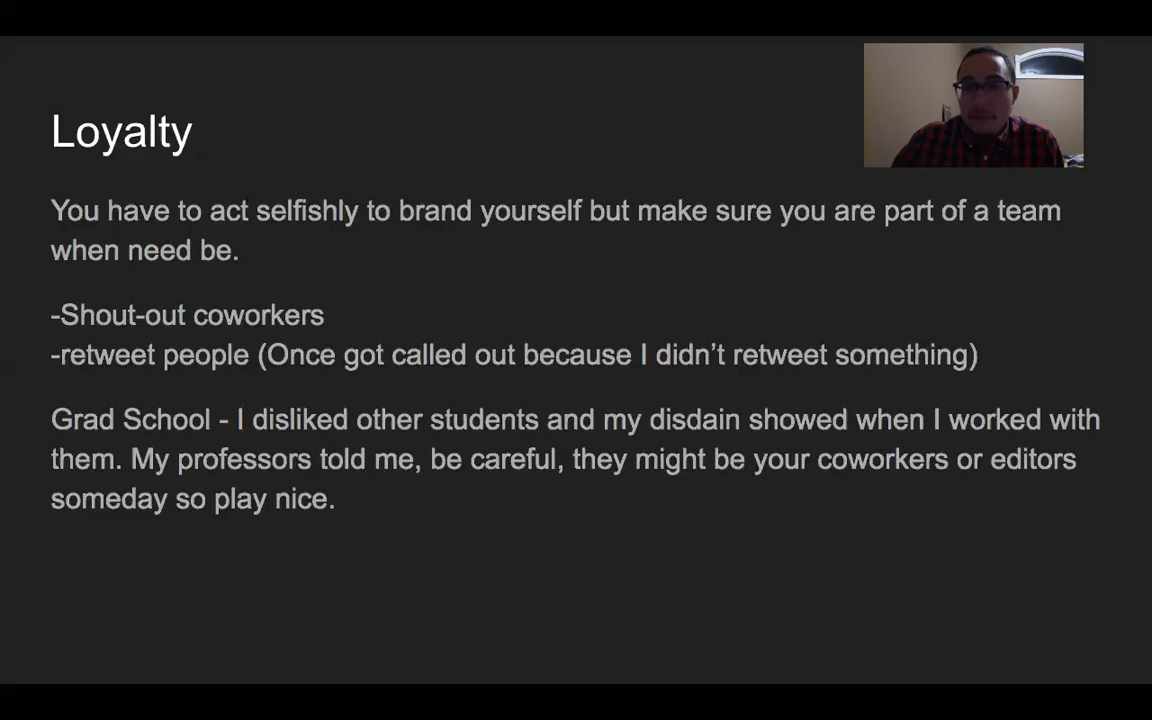 Loyalty
You have to act selfishly to brand yourself but make sure you are part of a team
when need be.
-Shout-out coworkers
-retweet people (Once got called out because I didn’t retweet something)
Grad School - I disliked other students and my disdain showed when I worked with
them. My professors told me, be careful, they might be your coworkers or editors
someday so play nice.